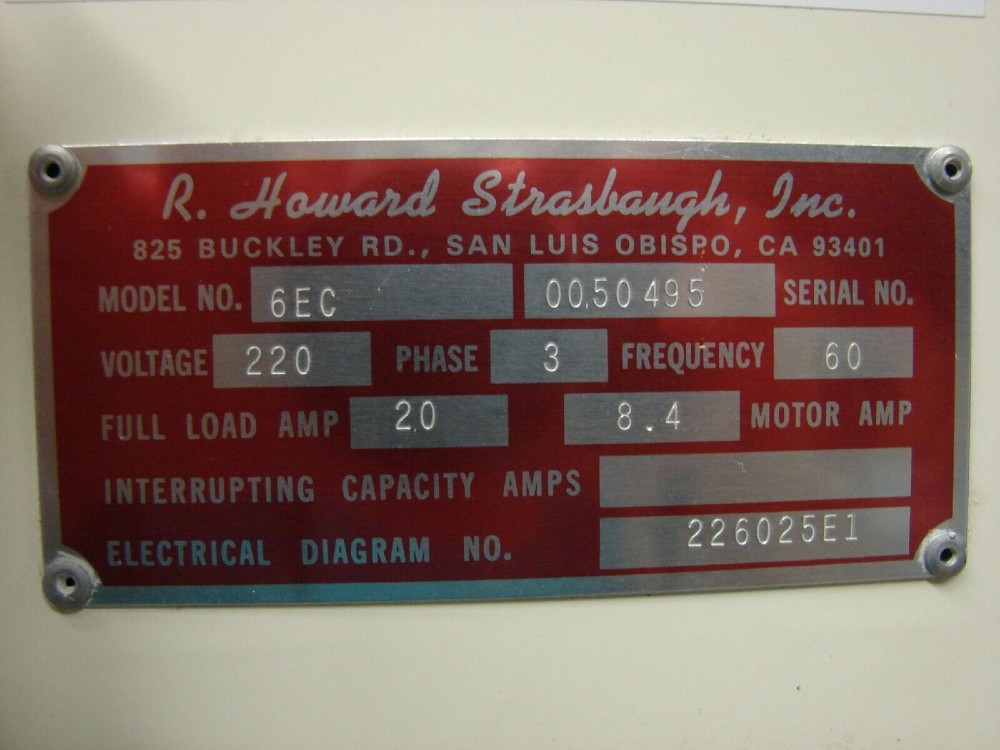 R. Howard Strasbaugh, Inc.
825 BUCKLEY RD., SAN LUIS OBISPO, CA 93401
MODEL NO. 6EC 0050495 SERIAL NO.
VOLTAGE 220 PHASE 3 FREQUENCY 60
FULL LOAD AMP 20 8.4 MOTOR AMP
INTERRUPTING CAPACITY AMPS
ELECTRICAL DIAGRAM NO. 226025E1